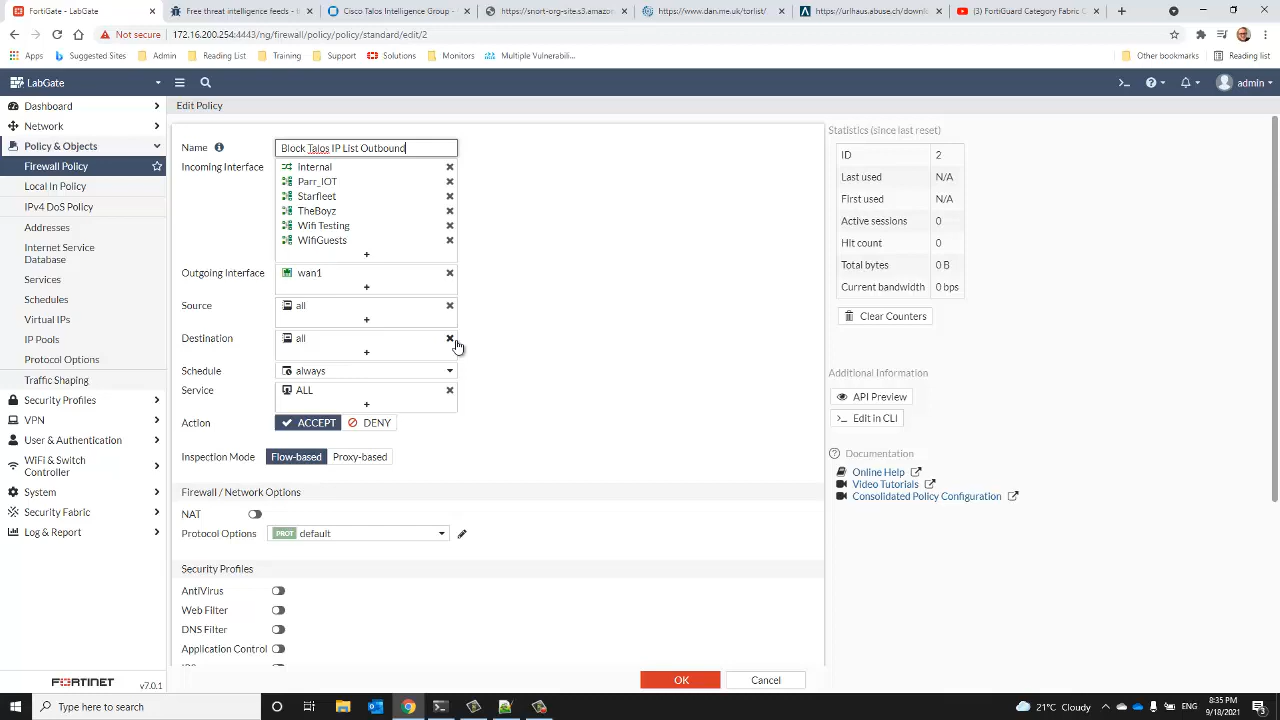 FortiGate - LabGate
Free threat intelligence feeds - t
Cisco Talos Intelligence Group -
https://snort-org-site.s3.amazon
https://www.dan.me.uk/torlist/
https://urlhaus.abuse.ch/downl
(3) FortiGuard Category Fabric C
Not secure
172.16.200.254:4443/ng/firewall/policy/policy/standard/edit/2
Apps
Suggested Sites
Admin
Reading List
Training
Support
Solutions
Monitors
Multiple Vulnerabili...
Other bookmarks
Reading list
LabGate
admin
Dashboard
Network
Policy & Objects
Firewall Policy
Local In Policy
IPv4 DoS Policy
Addresses
Internet Service
Database
Services
Schedules
Virtual IPs
IP Pools
Protocol Options
Traffic Shaping
Security Profiles
VPN
User & Authentication
WiFi & Switch
Controller
System
Security Fabric
Log & Report
FORTINET
v7.0.1
Edit Policy
Name
Block Talos IP List Outbound
Incoming Interface
internal
Parr_IOT
Starfleet
TheBoyz
Wifi Testing
WifiGuests
+
Outgoing Interface
wan1
+
Source
all
+
Destination
all
+
Schedule
always
Service
ALL
+
Action
ACCEPT
DENY
Inspection Mode
Flow-based
Proxy-based
Firewall / Network Options
NAT
Protocol Options
PROT default
Security Profiles
AntiVirus
Web Filter
DNS Filter
Application Control
OK
Cancel
Statistics (since last reset)
ID 2
Last used N/A
First used N/A
Active sessions 0
Hit count 0
Total bytes 0 B
Current bandwidth 0 bps
Clear Counters
Additional Information
API Preview
>_ Edit in CLI
Documentation
Online Help
Video Tutorials
Consolidated Policy Configuration
Type here to search
21°C Cloudy
ENG
8:35 PM
9/18/2021